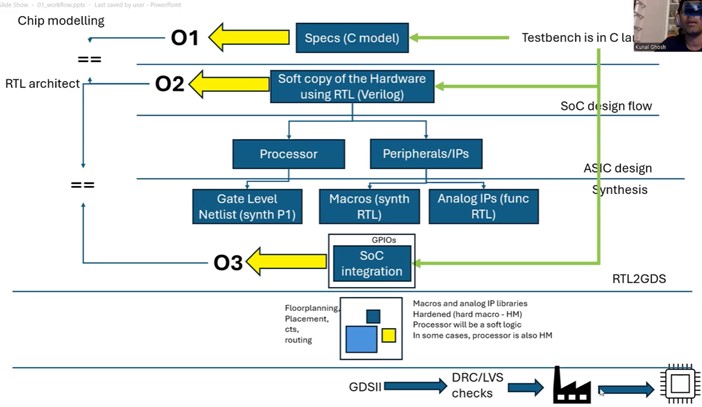 Slide Show - 01_workflow.pptx - Last saved by user - PowerPoint
Chip modelling
O1
Specs (C model)
Testbench is in C lan
Kunal Ghosh
==
RTL architect
O2
Soft copy of the Hardware
using RTL (Verilog)
SoC design flow
Processor
Peripherals/IPs
ASIC design
Synthesis
==
Gate Level
Netlist (synth P1)
Macros (synth
RTL)
Analog IPs (func
RTL)
GPIOs
O3
SoC
integration
RTL2GDS
Floorplanning,
Placement,
cts,
routing
Macros and analog IP libraries
Hardened (hard macro - HM)
Processor will be a soft logic
In some cases, processor is also HM
GDSII
DRC/LVS
checks